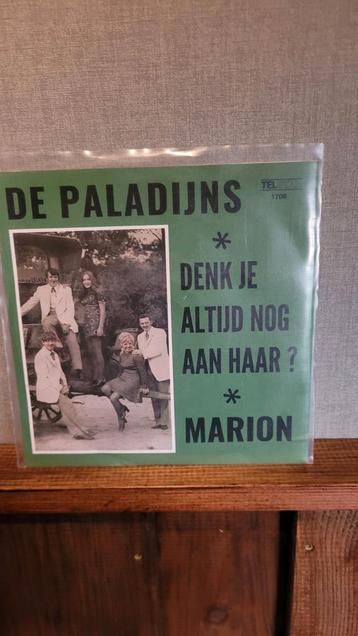 DE PALADIJNS
1708
*
DENK JE
ALTIJD NOG
AAN HAAR?
*
MARION